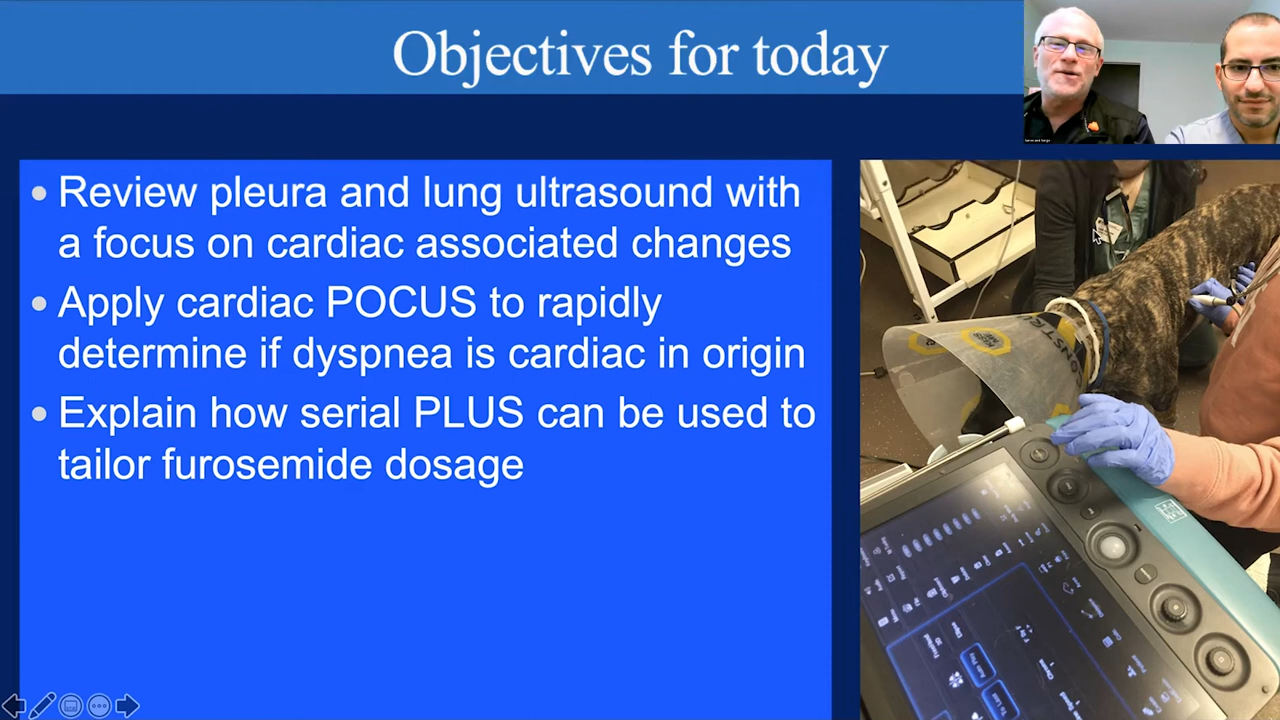 Objectives for today
• Review pleura and lung ultrasound with
a focus on cardiac associated changes
• Apply cardiac POCUS to rapidly
determine if dyspnea is cardiac in origin
• Explain how serial PLUS can be used to
tailor furosemide dosage